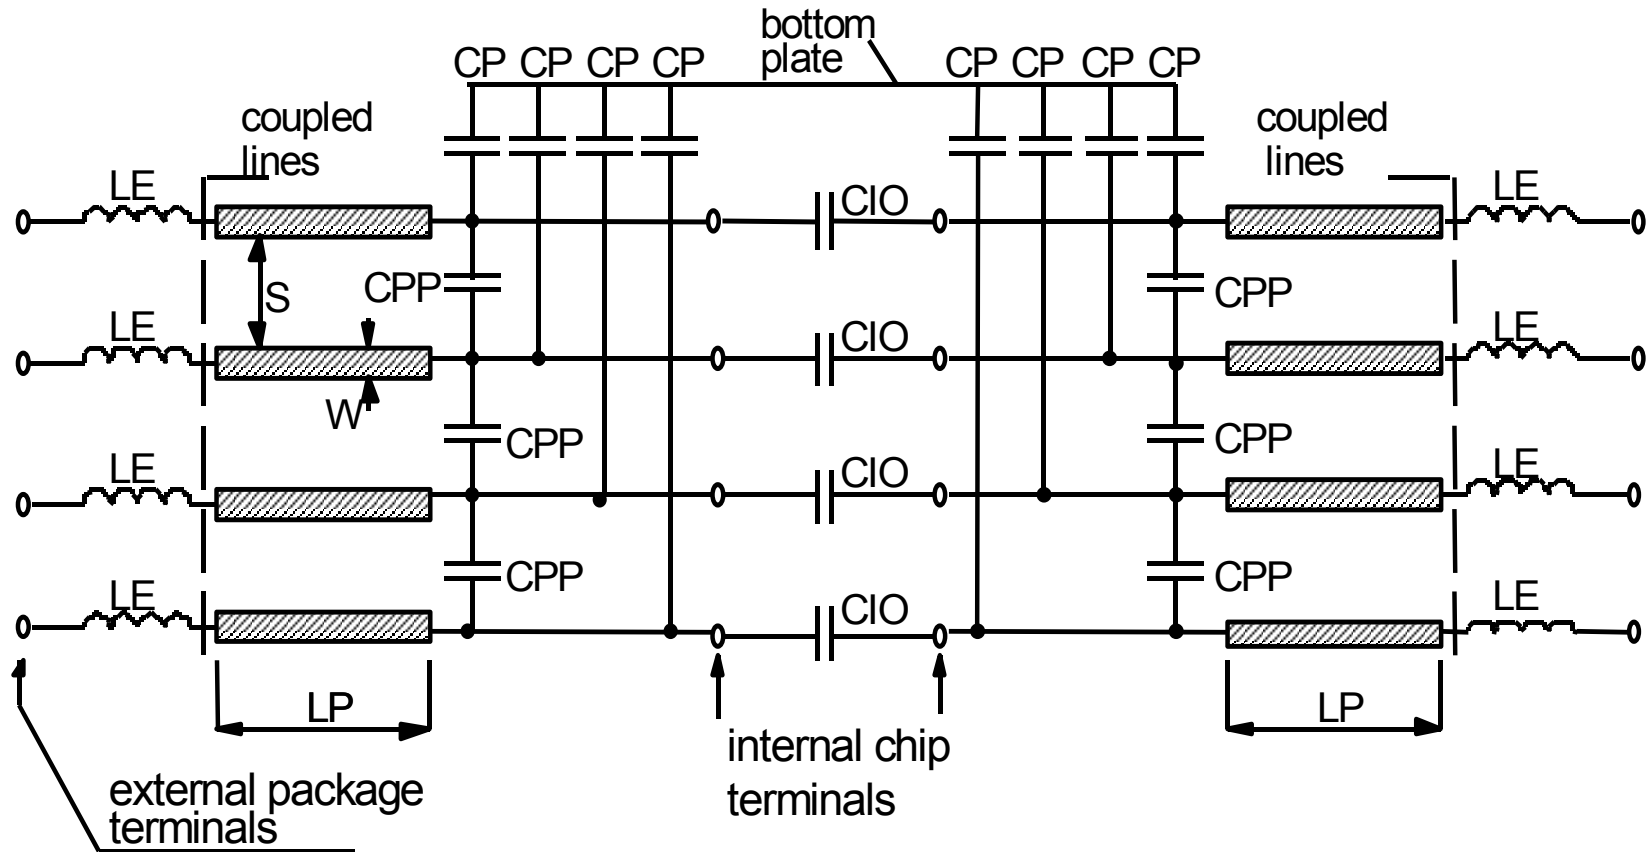 bottom
plate
CP CP CP CP
CP CP CP CP
coupled
lines
coupled
lines
LE
CIO
LE
S
CPP
CPP
LE
CIO
LE
W
CPP
CPP
LE
CIO
LE
CPP
CPP
LE
CIO
LE
LP
LP
internal chip
terminals
external package
terminals